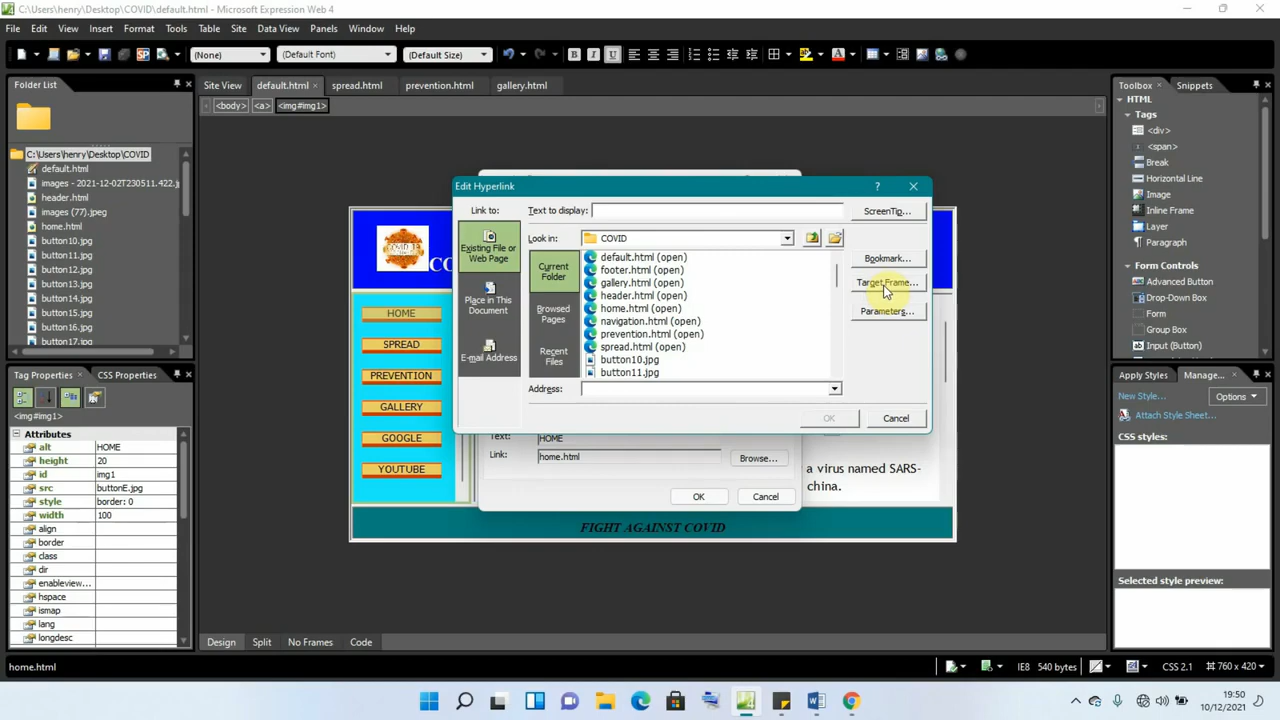 C:\Users\henry\Desktop\COVID\default.html - Microsoft Expression Web 4
File Edit View Insert Format Tools Table Site Data View Panels Window Help
(None) (Default Font) (Default Size) B I U
Folder List
Site View default.html × spread.html prevention.html gallery.html
Toolbox × Snippets
<body> <a> <img#img1>
HTML
Tags
<div>
<span>
Break
Horizontal Line
Image
Inline Frame
Layer
Paragraph
Form Controls
Advanced Button
Drop-Down Box
Form
Group Box
Input (Button)
C:\Users\henry\Desktop\COVID
default.html
images - 2021-12-02T230511.422.j
header.html
images (77).jpeg
home.html
button10.jpg
button11.jpg
button12.jpg
button13.jpg
button14.jpg
button15.jpg
button16.jpg
button17.jpg
CO
HOME
SPREAD
PREVENTION
GALLERY
GOOGLE
YOUTUBE
Edit Hyperlink ?
Link to: Text to display: ScreenTip...
Existing File or Web Page
Place in This Document
E-mail Address
Look in: COVID
Current Folder
Browsed Pages
Recent Files
default.html (open)
footer.html (open)
gallery.html (open)
header.html (open)
home.html (open)
navigation.html (open)
prevention.html (open)
spread.html (open)
button10.jpg
button11.jpg
Bookmark...
Target Frame...
Parameters...
Address:
OK Cancel
Text: HOME
Link: home.html Browse...
OK Cancel
a virus named SARS-
china.
FIGHT AGAINST COVID
Tag Properties × CSS Properties
<img#img1>
Attributes
alt HOME
height 20
id img1
src buttonE.jpg
style border: 0
width 100
align
border
class
dir
enableview...
hspace
ismap
lang
longdesc
Apply Styles Manage... ×
New Style... Options
Attach Style Sheet...
CSS styles:
Selected style preview:
Design Split No Frames Code
home.html IE8 540 bytes CSS 2.1 760 x 420
19:50
10/12/2021